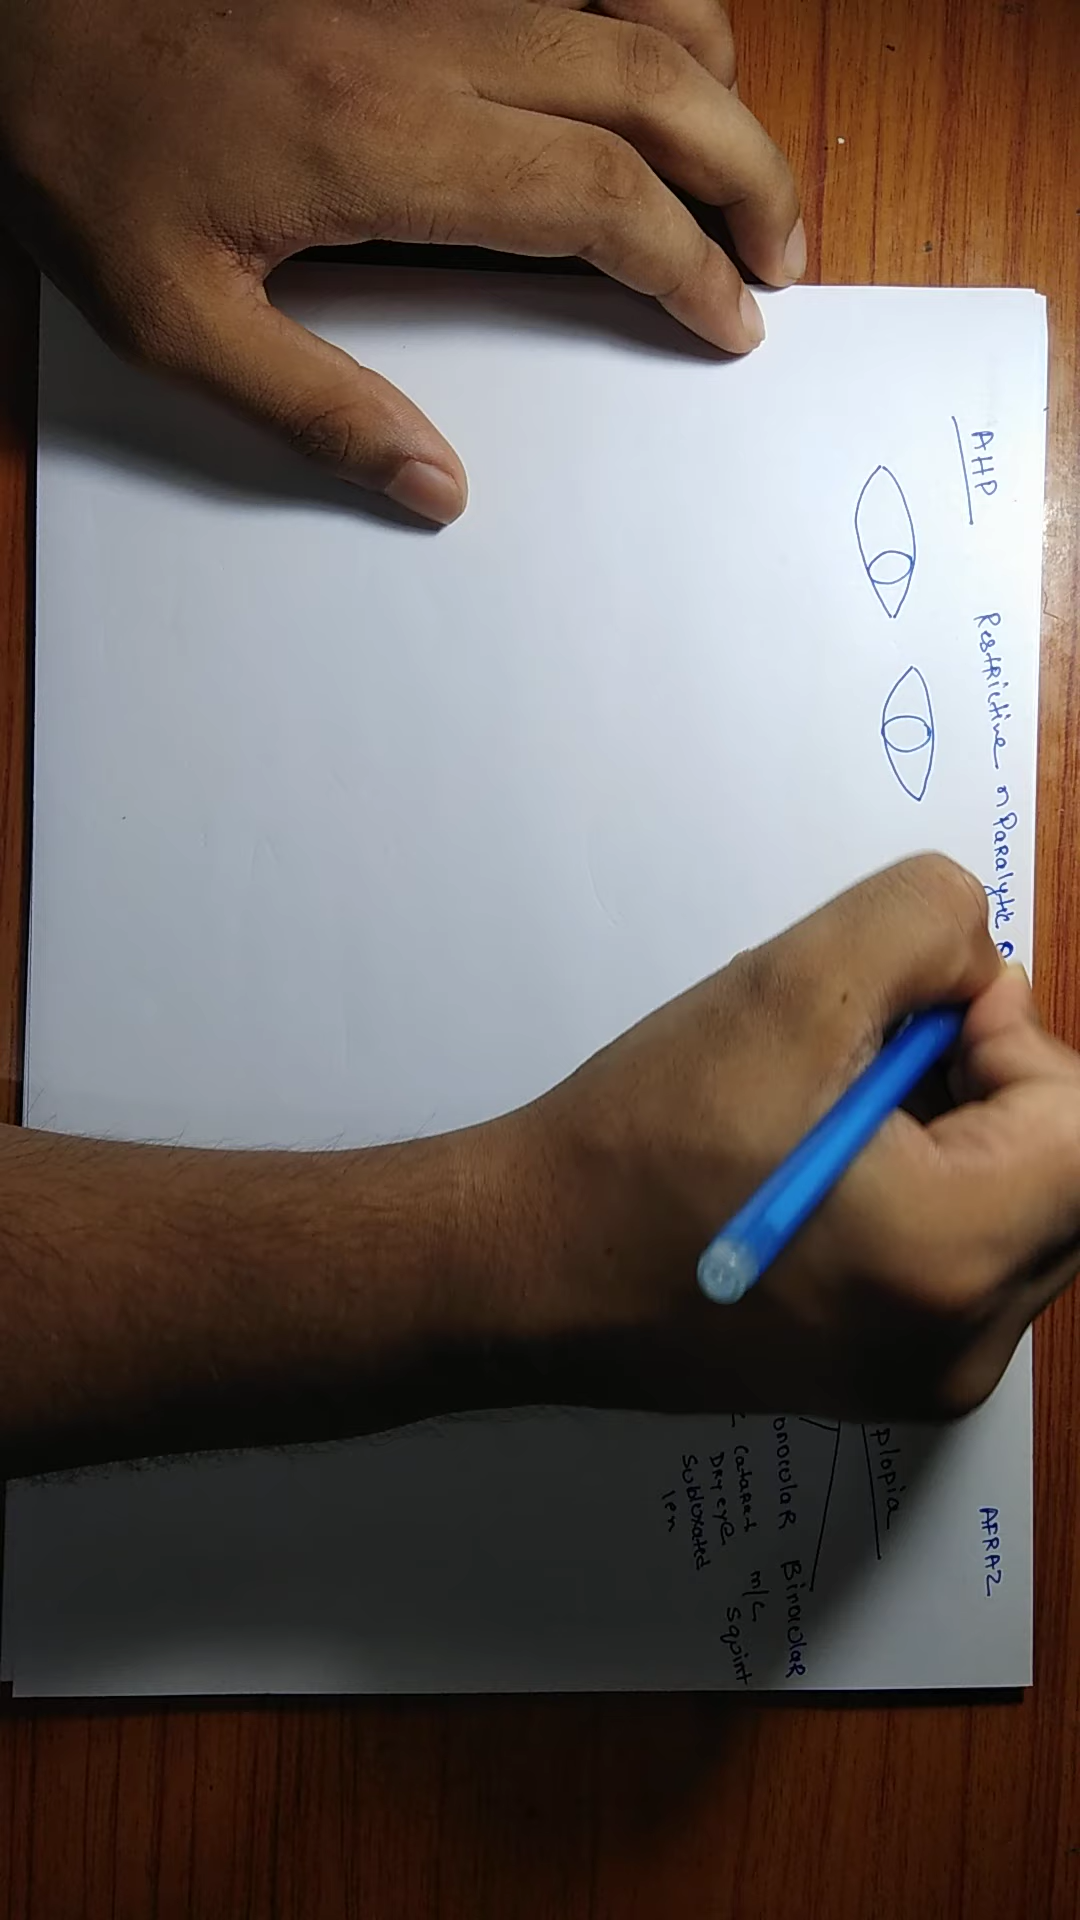 AHP
Restrictive n Paralytic
AFRAZ
plopia
onocular Binocular
Cataract m/c
Dry eye squint
subluxated
len